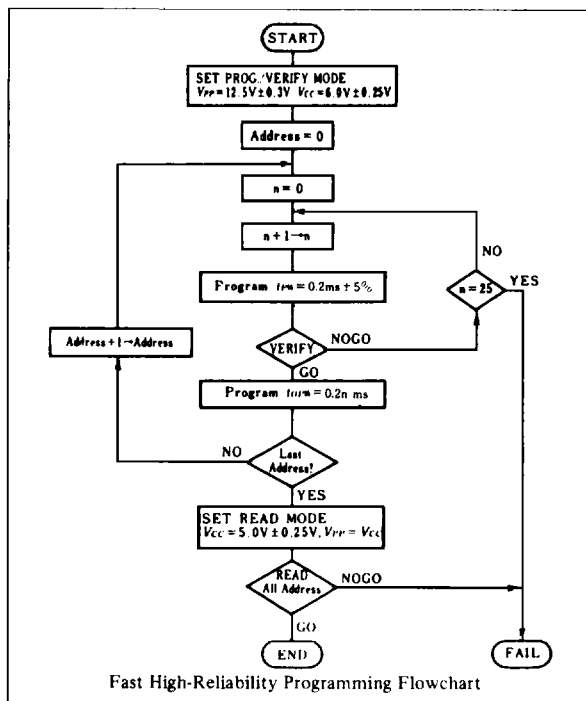 START
SET PROG./VERIFY MODE
VPP=12.5V±0.3V VCC=6.0V±0.25V
Address=0
n=0
n+1→n
NO
YES
Program tPW=0.2ms±5%
n=25
Address+1→Address
VERIFY
NOGO
GO
Program tOPW=0.2n ms
NO
Last
Address?
YES
SET READ MODE
VCC=5.0V±0.25V, VPP=VCC
READ
All Address
NOGO
GO
END
FAIL
Fast High-Reliability Programming Flowchart